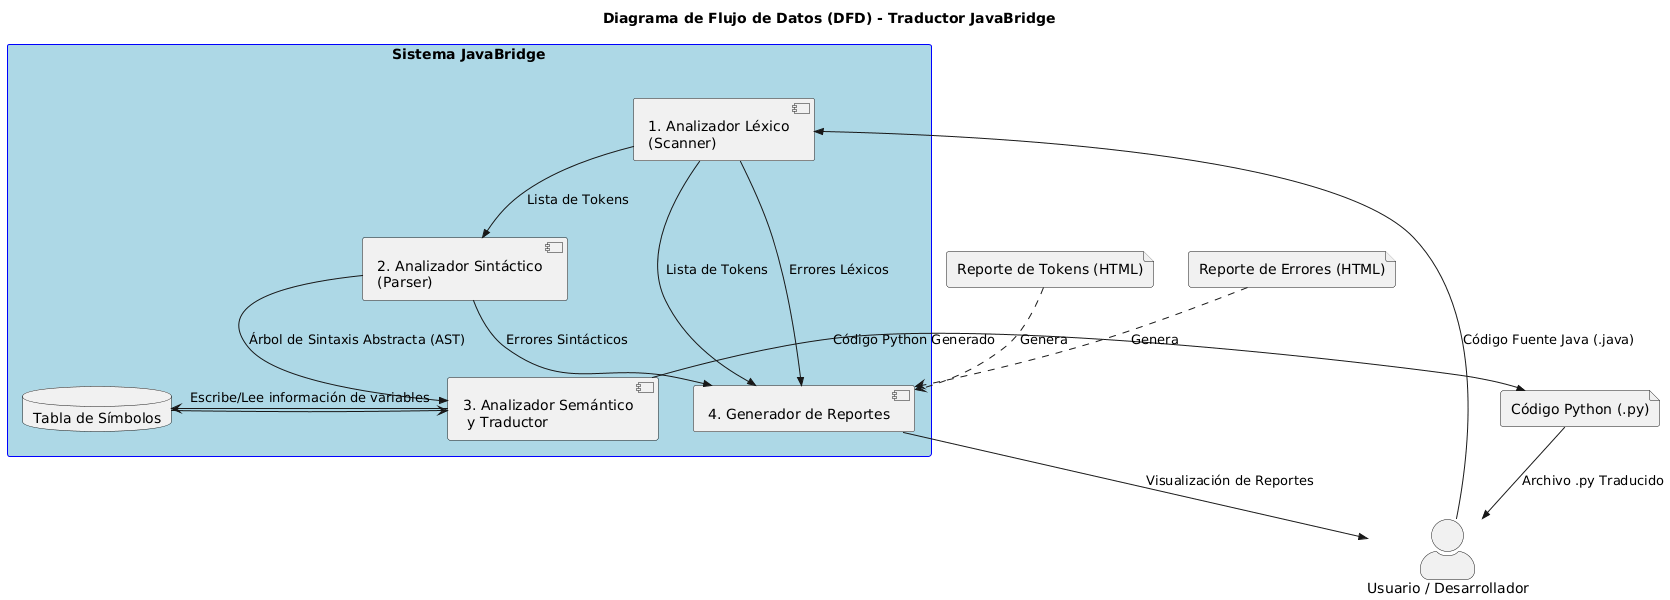 Diagrama de Flujo de Datos (DFD) - Traductor JavaBridge
Sistema JavaBridge
1. Analizador Léxico
(Scanner)
Lista de Tokens
2. Analizador Sintáctico
(Parser)
Lista de Tokens
Errores Léxicos
Reporte de Tokens (HTML)
Reporte de Errores (HTML)
Árbol de Sintaxis Abstracta (AST)
Errores Sintácticos
Código Python Generado
Genera
Genera
Código Fuente Java (.java)
Escribe/Lee información de variables
Tabla de Símbolos
3. Analizador Semántico
y Traductor
4. Generador de Reportes
Código Python (.py)
Visualización de Reportes
Archivo .py Traducido
Usuario / Desarrollador